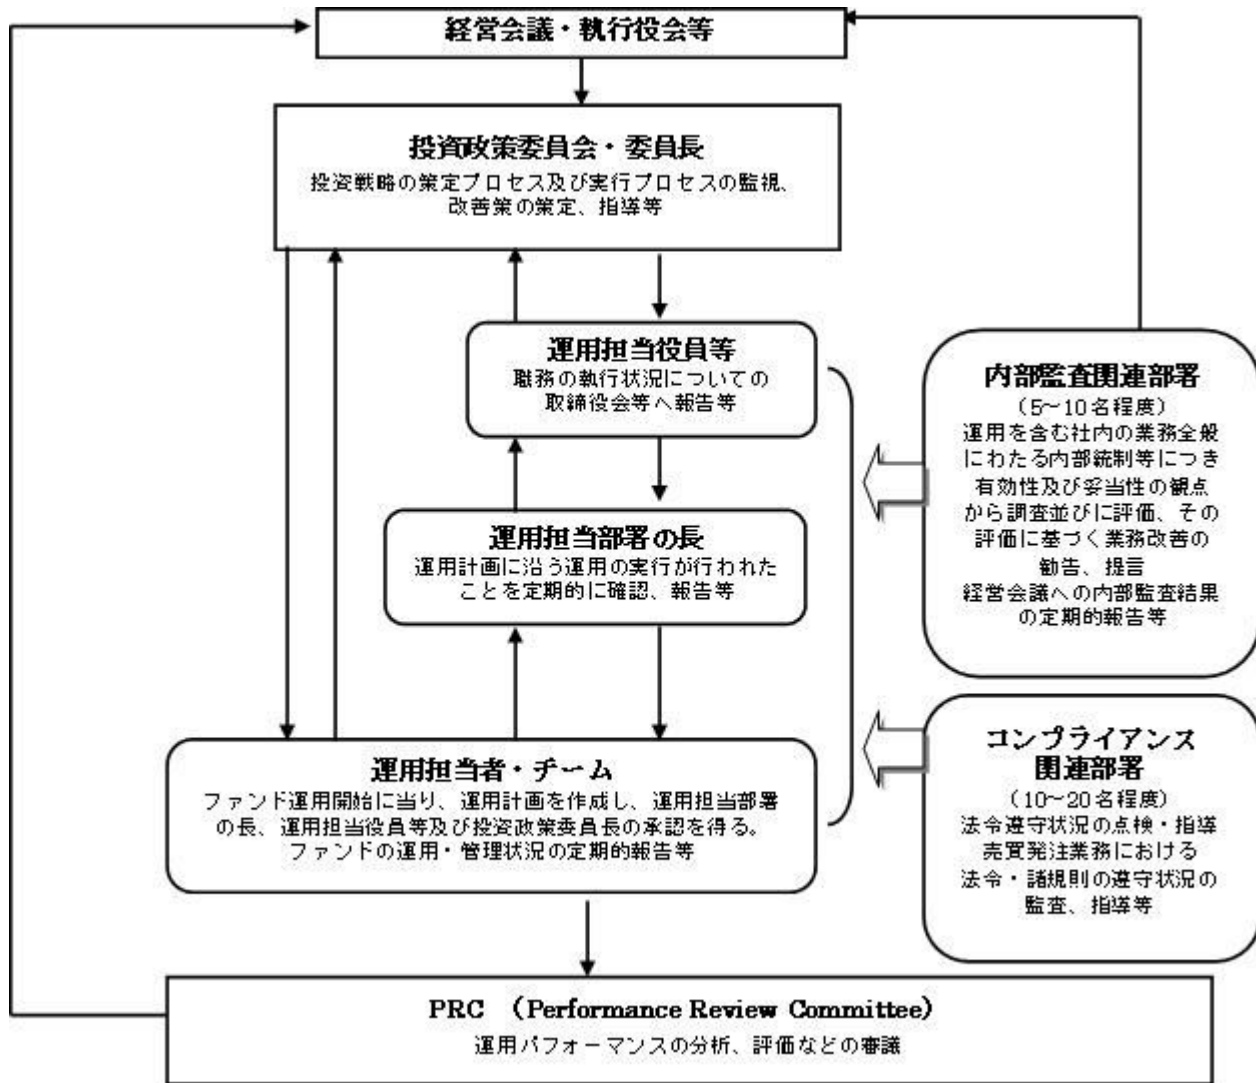 経営会議・執行役会等
投資政策委員会・委員長
投資戦略の策定プロセス及び実行プロセスの監視、
改善策の策定、指導等
運用担当役員等
職務の執行状況についての
取締役会等へ報告等
運用担当部署の長
運用計画に沿う運用の実行が行われた
ことを定期的に確認、報告等
運用担当者・チーム
ファンド運用開始に当り、運用計画を作成し、運用担当部署
の長、運用担当役員等及び投資政策委員長の承認を得る。
ファンドの運用・管理状況の定期的報告等
内部監査関連部署
（5～10名程度）
運用を含む社内の業務全般
にわたる内部統制等につき
有効性及び妥当性の観点
から調査並びに評価、その
評価に基づく業務改善の
勧告、提言
経営会議への内部監査結果
の定期的報告等
コンプライアンス
関連部署
（10～20名程度）
法令遵守状況の点検・指導
売買発注業務における
法令・諸規則の遵守状況の
監査、指導等
PRC （Performance Review Committee）
運用パフォーマンスの分析、評価などの審議